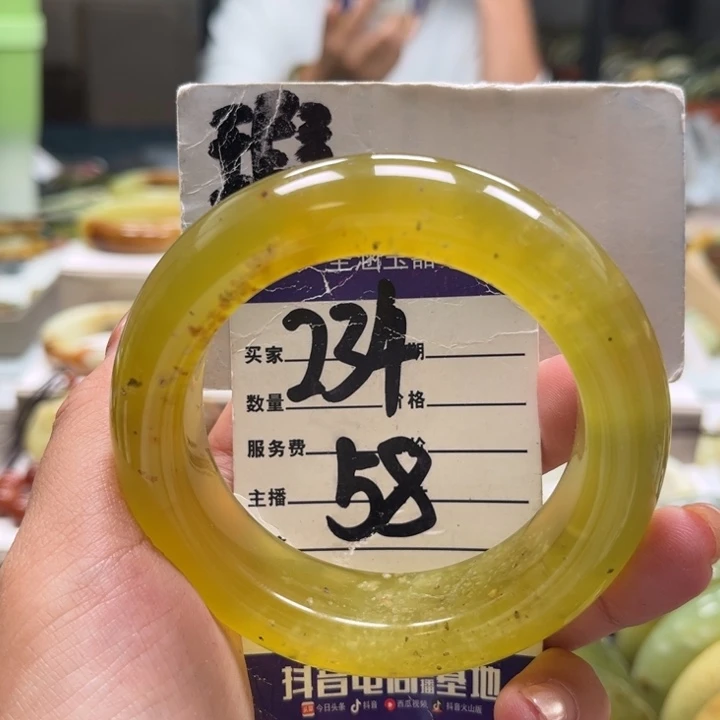 234
买家
数量
价格
服务费
58
主播
抖音电商直播基地
今日头条 抖音 西瓜视频 抖音火山版